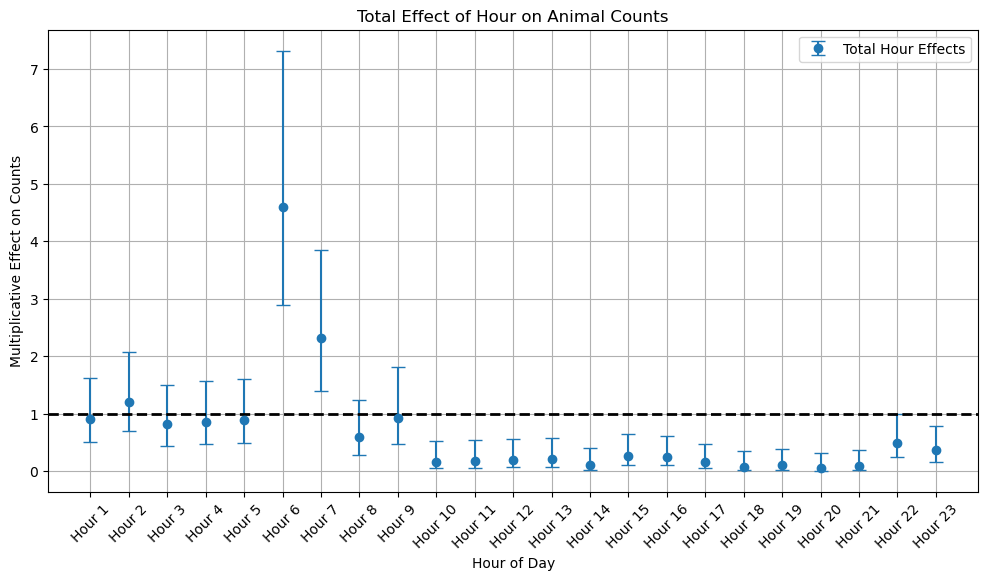 Total Effect of Hour on Animal Counts
Total Hour Effects
Multiplicative Effect on Counts
7
6
5
4
3
2
1
0
Hour 1
Hour 2
Hour 3
Hour 4
Hour 5
Hour 6
Hour 7
Hour 8
Hour 9
Hour 10
Hour 11
Hour 12
Hour 13
Hour 14
Hour 15
Hour 16
Hour 17
Hour 18
Hour 19
Hour 20
Hour 21
Hour 22
Hour 23
Hour of Day